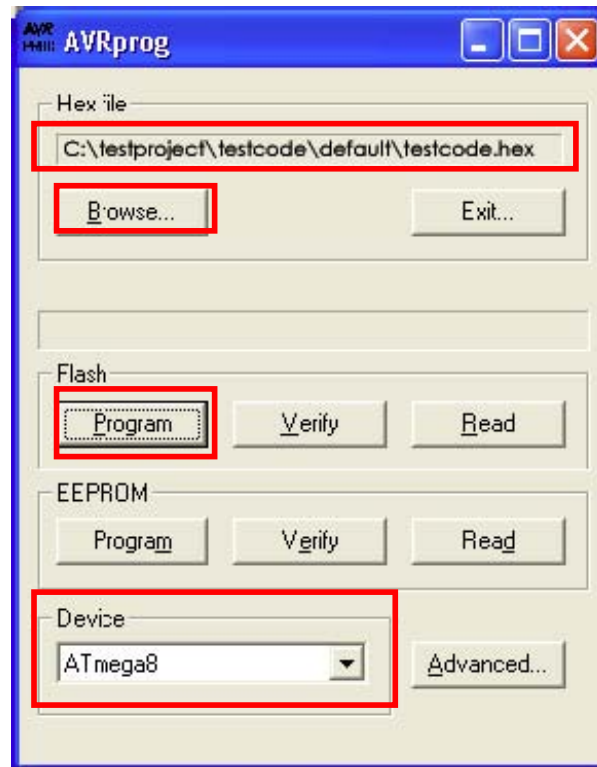 AVR
AVRprog
Hex file
C:\testproject\testcode\default\testcode.hex
Browse... Exit...
Flash
Program Verify Read
EEPROM
Program Verify Read
Device
ATmega8 Advanced...